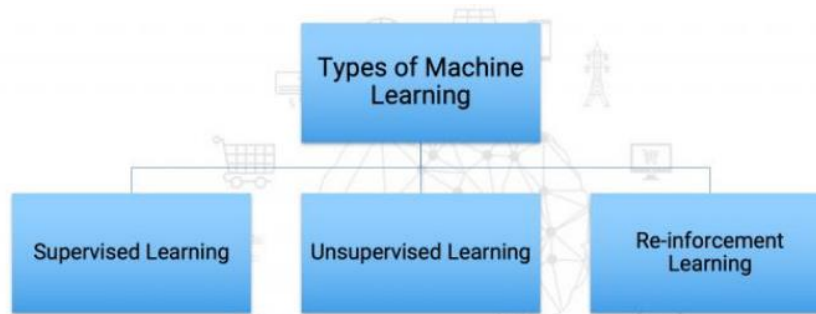 Types of Machine
Learning
Supervised Learning
Unsupervised Learning
Re-inforcement
Learning